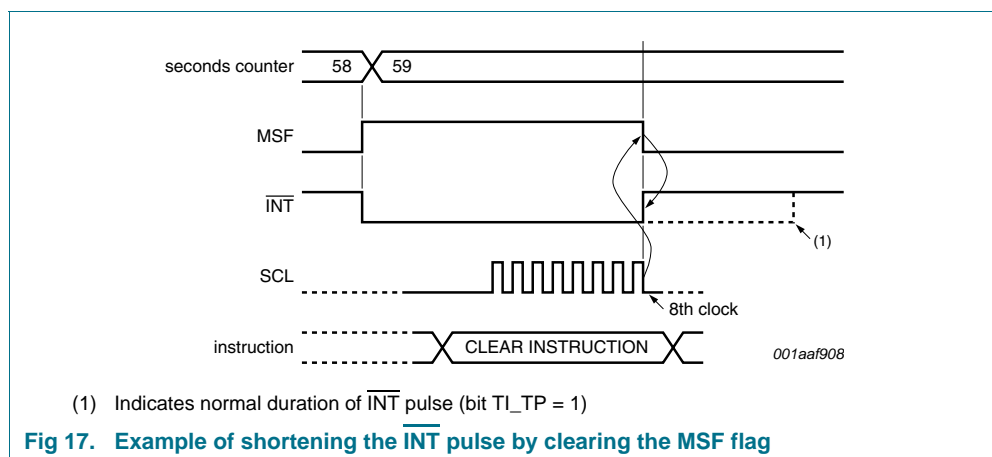 seconds counter 58 59
MSF
INT
(1)
SCL
8th clock
instruction CLEAR INSTRUCTION
001aaf908
(1) Indicates normal duration of INT pulse (bit TI_TP = 1)
Fig 17. Example of shortening the INT pulse by clearing the MSF flag